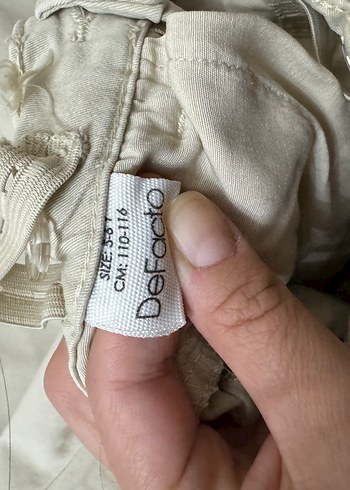 DeFacto
CM: 110-116
SIZE: 5-6 Y